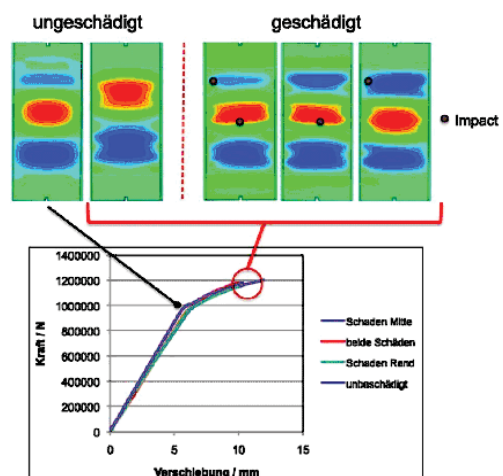 ungeschädigt
geschädigt
Impact
1400000
1200000
1000000
800000
600000
400000
200000
0
Kraft / N
0
5
10
15
Verschiebung / mm
Schaden Mitte
beide Schäden
Schaden Rand
unbeschädigt